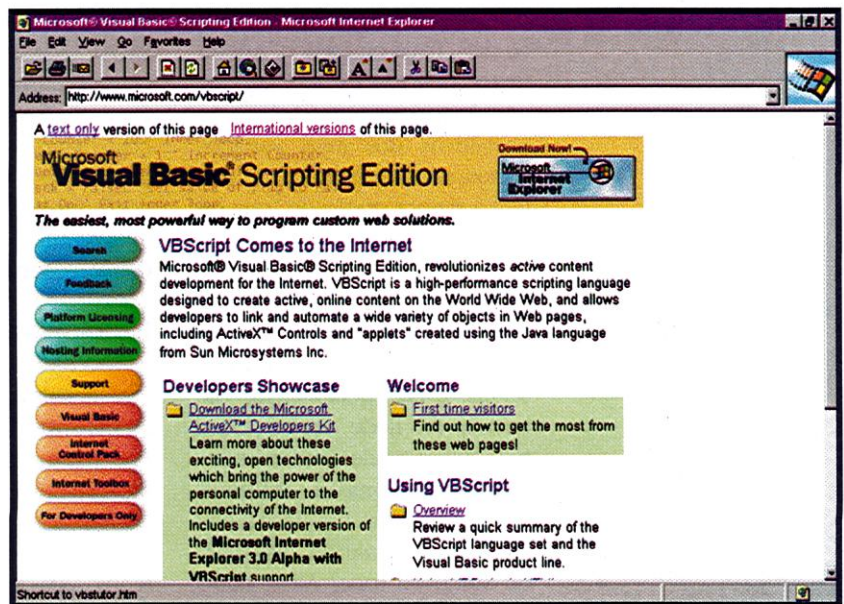 Microsoft® Visual Basic® Scripting Edition - Microsoft Internet Explorer
File Edit View Go Favorites Help
Address: http://www.microsoft.com/vbscript/
A text only version of this page International versions of this page.
Microsoft
Visual Basic® Scripting Edition
Download Now!
Microsoft
Internet
Explorer
The easiest, most powerful way to program custom web solutions.
Search
Feedback
Platform Licensing
Hosting Information
Support
Visual Basic
Internet
Control Pack
Internet Toolbox
For Developers Only
VBScript Comes to the Internet
Microsoft® Visual Basic® Scripting Edition, revolutionizes active content
development for the Internet. VBScript is a high-performance scripting language
designed to create active, online content on the World Wide Web, and allows
developers to link and automate a wide variety of objects in Web pages,
including ActiveX™ Controls and "applets" created using the Java language
from Sun Microsystems Inc.
Developers Showcase
Download the Microsoft
ActiveX™ Developers Kit
Learn more about these
exciting, open technologies
which bring the power of the
personal computer to the
connectivity of the Internet.
Includes a developer version of
the Microsoft Internet
Explorer 3.0 Alpha with
VBScript support
Welcome
First time visitors
Find out how to get the most from
these web pages!
Using VBScript
Overview
Review a quick summary of the
VBScript language set and the
Visual Basic product line.
Shortcut to vbstutor.htm